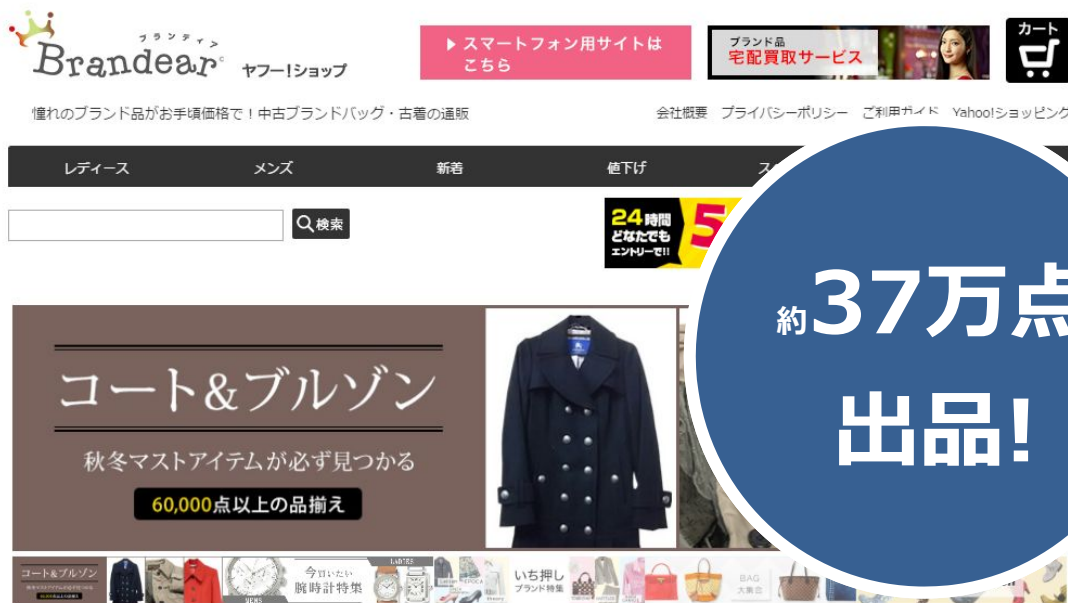 ブランディア
Brandear
ヤフー!ショップ
スマートフォン用サイトは
こちら
ブランド品
宅配買取サービス
カート
憧れのブランド品がお手頃価格で!中古ブランドバッグ・古着の通販
会社概要 プライバシーポリシー ご利用ガイド Yahoo!ショッピング
レディース メンズ 新着 値下げ
検索
24時間
どなたでも
エントリーで!!
5
約37万点
出品!
コート&ブルゾン
秋冬マストアイテムが必ず見つかる
60,000点以上の品揃え
コート&ブルゾン
今買いたい
腕時計特集
LADIES
MENS
いち押し
ブランド特集
BAG
大集合